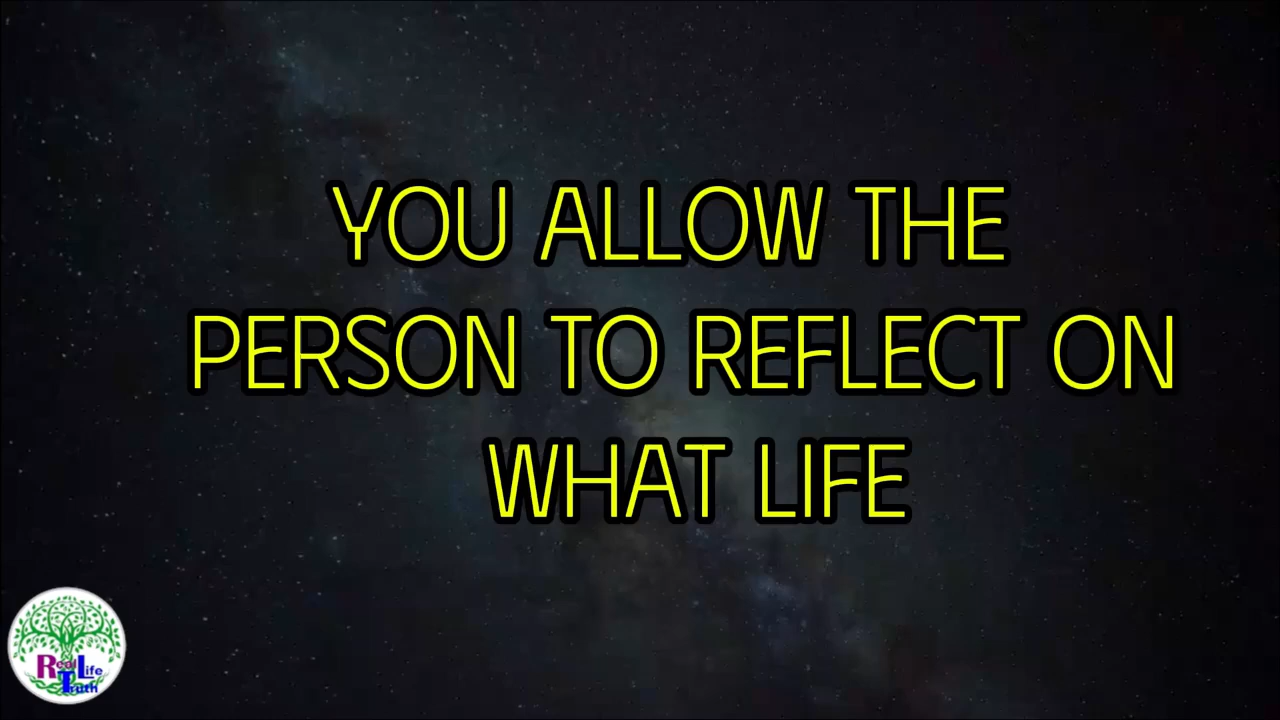 YOU ALLOW THE
PERSON TO REFLECT ON
WHAT LIFE
Real Life
Truth